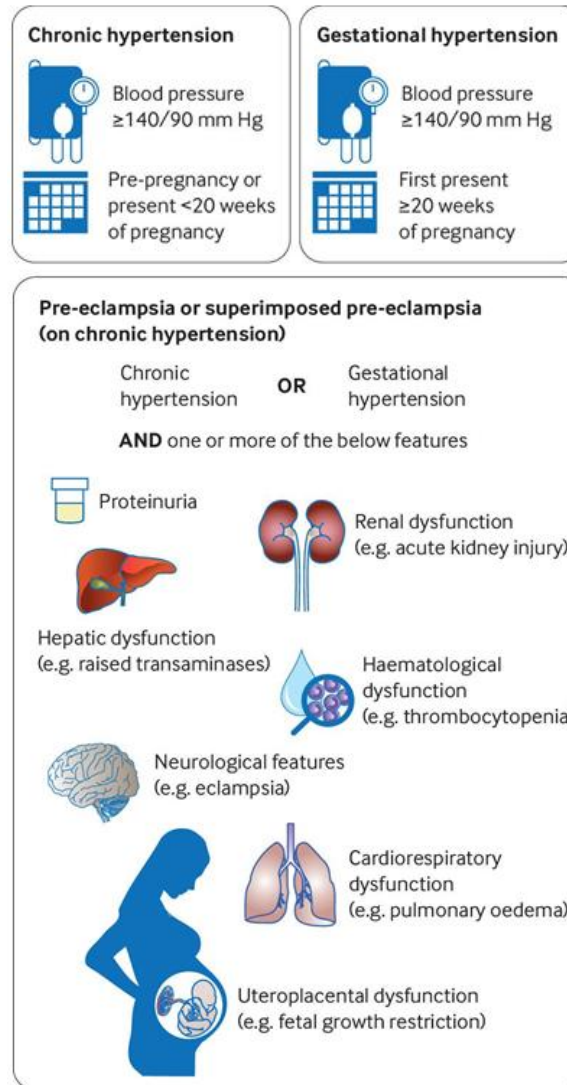 Chronic hypertension
Blood pressure
≥140/90 mm Hg
Pre-pregnancy or
present <20 weeks
of pregnancy
Gestational hypertension
Blood pressure
≥140/90 mm Hg
First present
≥20 weeks
of pregnancy
Pre-eclampsia or superimposed pre-eclampsia
(on chronic hypertension)
Chronic
hypertension
OR
Gestational
hypertension
AND one or more of the below features
Proteinuria
Renal dysfunction
(e.g. acute kidney injury)
Hepatic dysfunction
(e.g. raised transaminases)
Haematological
dysfunction
(e.g. thrombocytopenia
Neurological features
(e.g. eclampsia)
Cardiorespiratory
dysfunction
(e.g. pulmonary oedema)
Uteroplacental dysfunction
(e.g. fetal growth restriction)